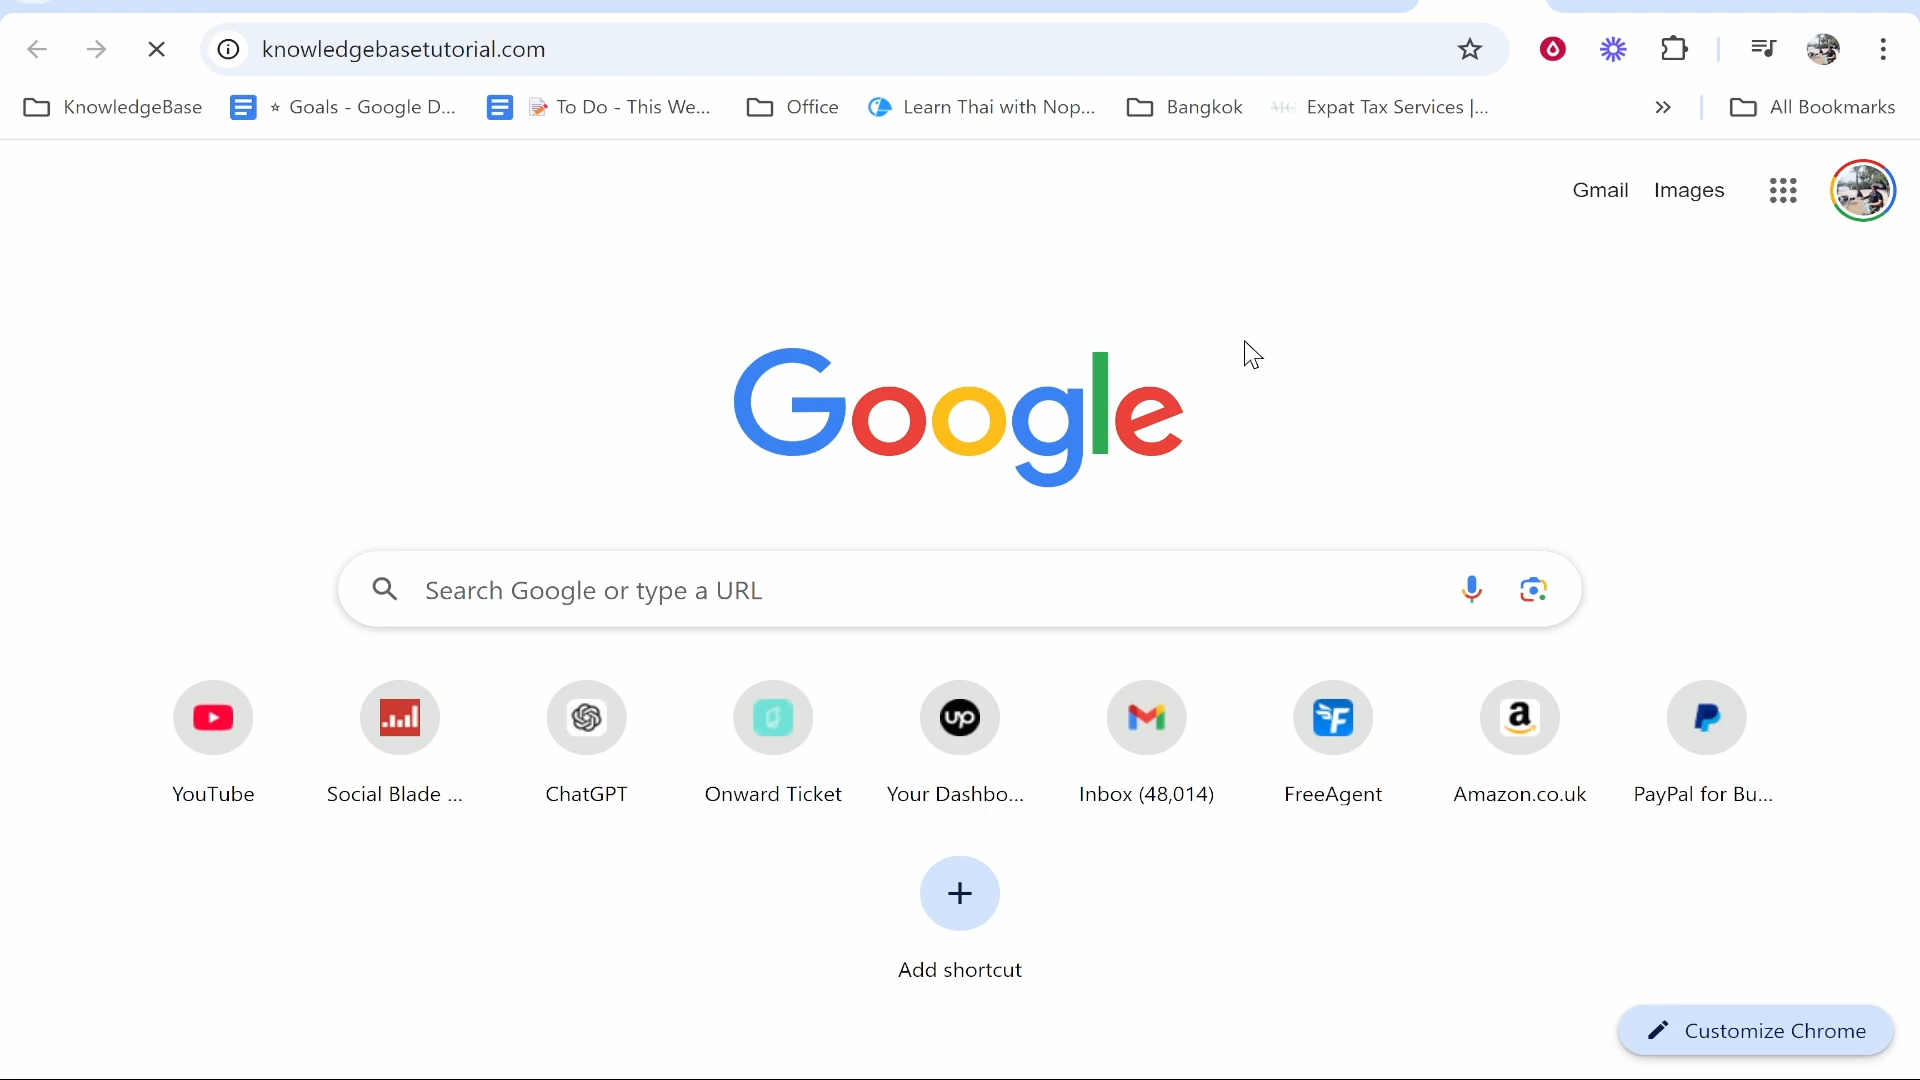 knowledgebasetutorial.com
KnowledgeBase
⭐ Goals - Google D...
📝 To Do - This We...
Office
Learn Thai with Nop...
Bangkok
Expat Tax Services |...
»
All Bookmarks
Gmail
Images
Google
Search Google or type a URL
up
F
a
YouTube
Social Blade ...
ChatGPT
Onward Ticket
Your Dashbo...
Inbox (48,014)
FreeAgent
Amazon.co.uk
PayPal for Bu...
Add shortcut
Customize Chrome